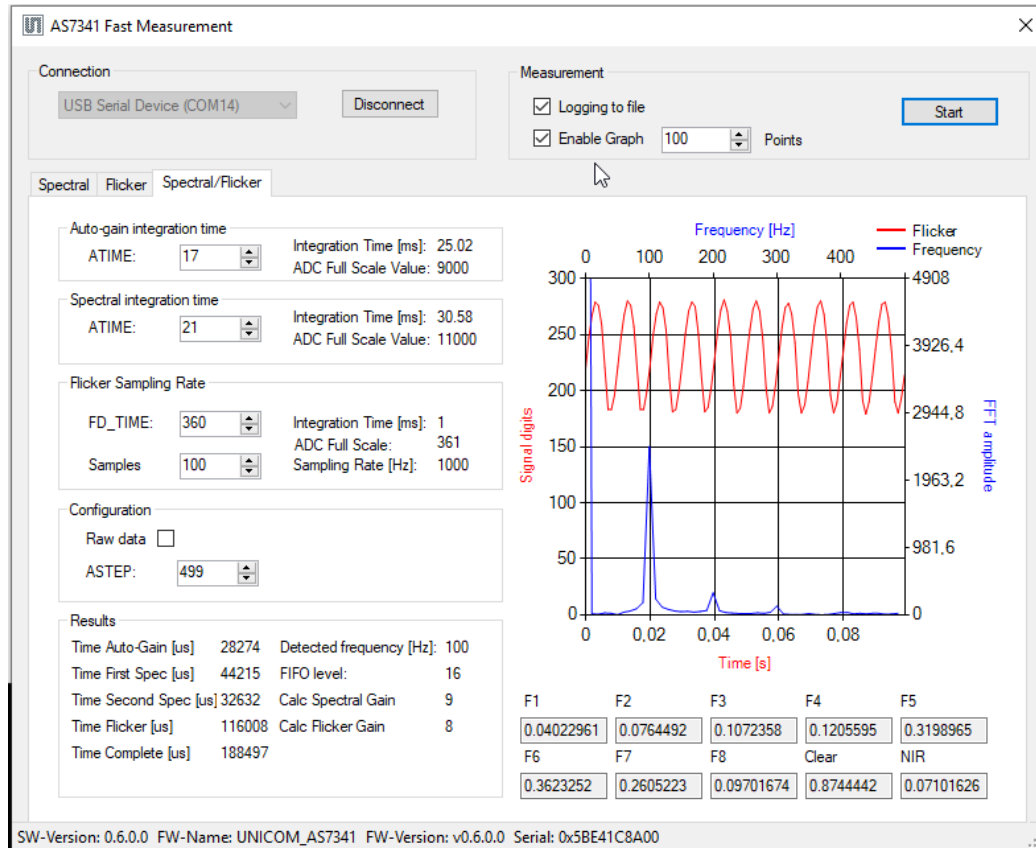 AS7341 Fast Measurement
Connection
USB Serial Device (COM14)
Disconnect
Measurement
Logging to file
Enable Graph 100 Points
Start
Spectral Flicker Spectral/Flicker
Auto-gain integration time
ATIME: 17
Integration Time [ms]: 25.02
ADC Full Scale Value: 9000
Spectral integration time
ATIME: 21
Integration Time [ms]: 30.58
ADC Full Scale Value: 11000
Flicker Sampling Rate
FD_TIME: 360
Integration Time [ms]: 1
ADC Full Scale: 361
Samples 100
Sampling Rate [Hz]: 1000
Configuration
Raw data
ASTEP: 499
Results
Time Auto-Gain [us] 28274 Detected frequency [Hz]: 100
Time First Spec [us] 44215 FIFO level: 16
Time Second Spec [us] 32632 Calc Spectral Gain 9
Time Flicker [us] 116008 Calc Flicker Gain 8
Time Complete [us] 188497
Frequency [Hz]
Flicker
Frequency
0 100 200 300 400
300 4908
250
3926,4
200
2944,8
150
1963,2
100
981,6
50
0 0
Signal digits
FFT amplitude
0 0,02 0,04 0,06 0,08
Time [s]
F1 F2 F3 F4 F5
0.04022961 0.0764492 0.1072358 0.1205595 0.3198965
F6 F7 F8 Clear NIR
0.3623252 0.2605223 0.09701674 0.8744442 0.07101626
SW-Version: 0.6.0.0 FW-Name: UNICOM_AS7341 FW-Version: v0.6.0.0 Serial: 0x5BE41C8A00